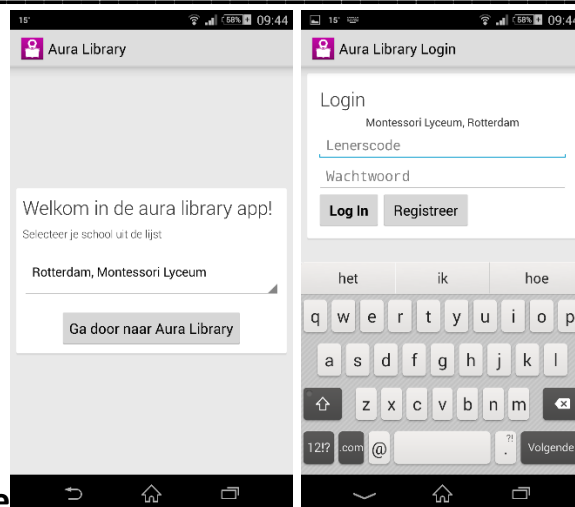 15°
58%
09:44
Aura Library
Welkom in de aura library app!
Selecteer je school uit de lijst
Rotterdam, Montessori Lyceum
Ga door naar Aura Library
e
15°
58%
09:44
Aura Library Login
Login
Montessori Lyceum, Rotterdam
Lenerscode
Wachtwoord
Log In Registreer
het ik hoe
q w e r t y u i o p
a s d f g h j k l
z x c v b n m
12!? .com @ ?! . Volgende